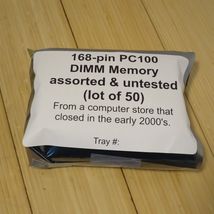 168-pin PC100
DIMM Memory
assorted & untested
(lot of 50)
From a computer store that
closed in the early 2000's.
Tray #: